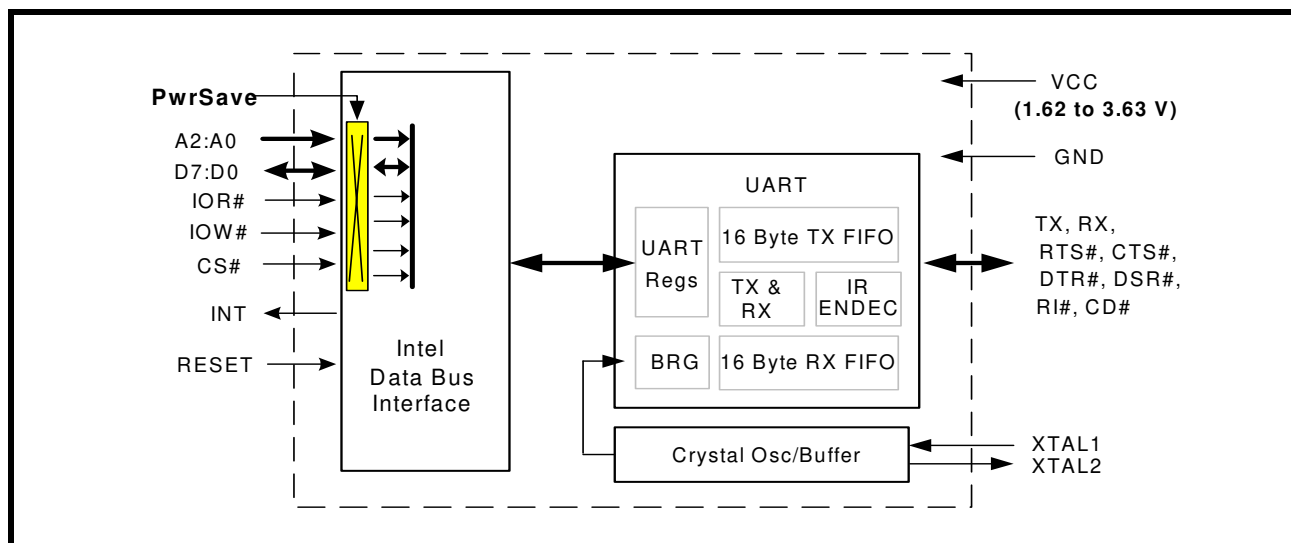 PwrSave
A2:A0
D7:D0
IOR#
IOW#
CS#
INT
RESET
Intel
Data Bus
Interface
UART
UART
Regs
16 Byte TX FIFO
TX &
RX
IR
ENDEC
BRG
16 Byte RX FIFO
Crystal Osc/Buffer
VCC
(1.62 to 3.63 V)
GND
TX, RX,
RTS#, CTS#,
DTR#, DSR#,
RI#, CD#
XTAL1
XTAL2